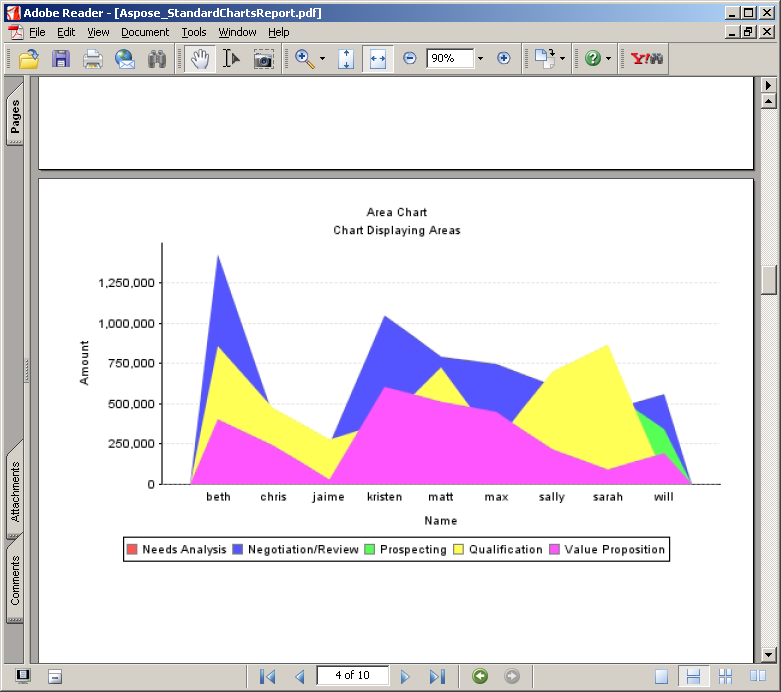 Adobe Reader - [Aspose_StandardChartsReport.pdf]
File Edit View Document Tools Window Help
90%
Y!
Pages
Attachments
Comments
Area Chart
Chart Displaying Areas
Amount
1,250,000
1,000,000
750,000
500,000
250,000
0
beth chris jaime kristen matt max sally sarah will
Name
Needs Analysis Negotiation/Review Prospecting Qualification Value Proposition
4 of 10